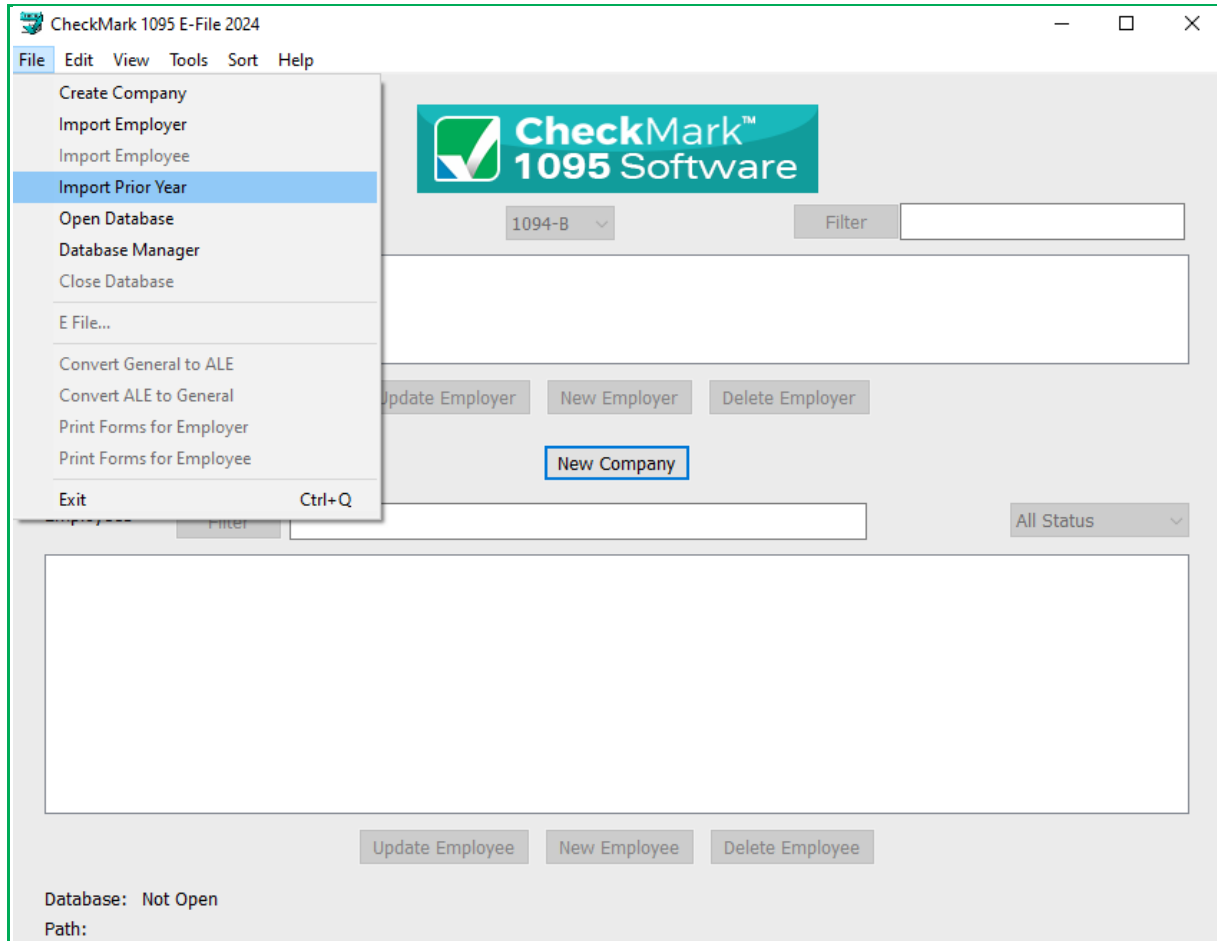 CheckMark 1095 E-File 2024
File Edit View Tools Sort Help
Create Company
Import Employer
Import Employee
Import Prior Year
Open Database
Database Manager
Close Database
E File...
Convert General to ALE
Convert ALE to General
Print Forms for Employer
Print Forms for Employee
Exit Ctrl+Q
CheckMark™
1095 Software
1094-B Filter
Update Employer New Employer Delete Employer
New Company
Employees Filter All Status
Update Employee New Employee Delete Employee
Database: Not Open
Path: